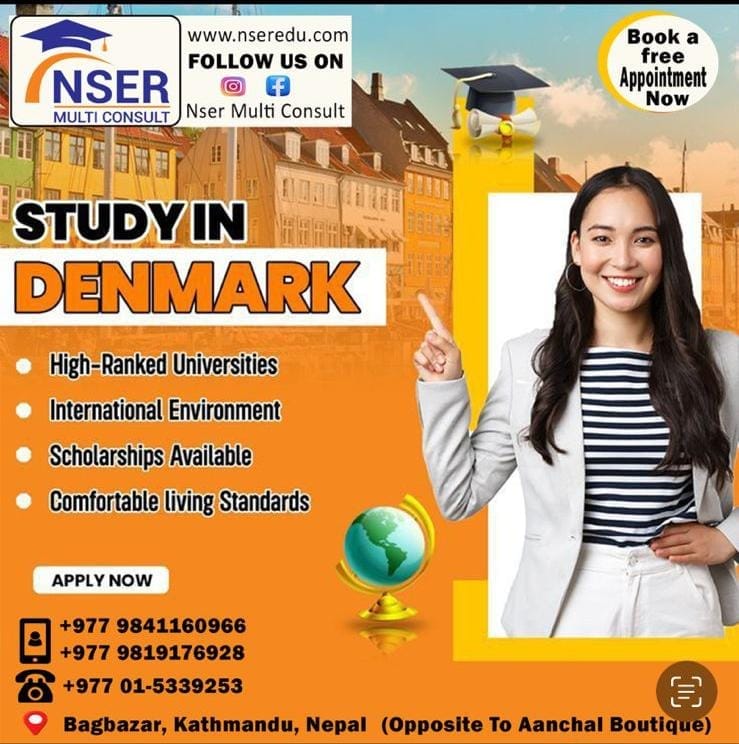 NSER
MULTI CONSULT
www.nseredu.com
FOLLOW US ON
Nser Multi Consult
Book a
free
Appointment
Now
STUDY IN
DENMARK
High-Ranked Universities
International Environment
Scholarships Available
Comfortable living Standards
APPLY NOW
+977 9841160966
+977 9819176928
+977 01-5339253
Bagbazar, Kathmandu, Nepal (Opposite To Aanchal Boutique)